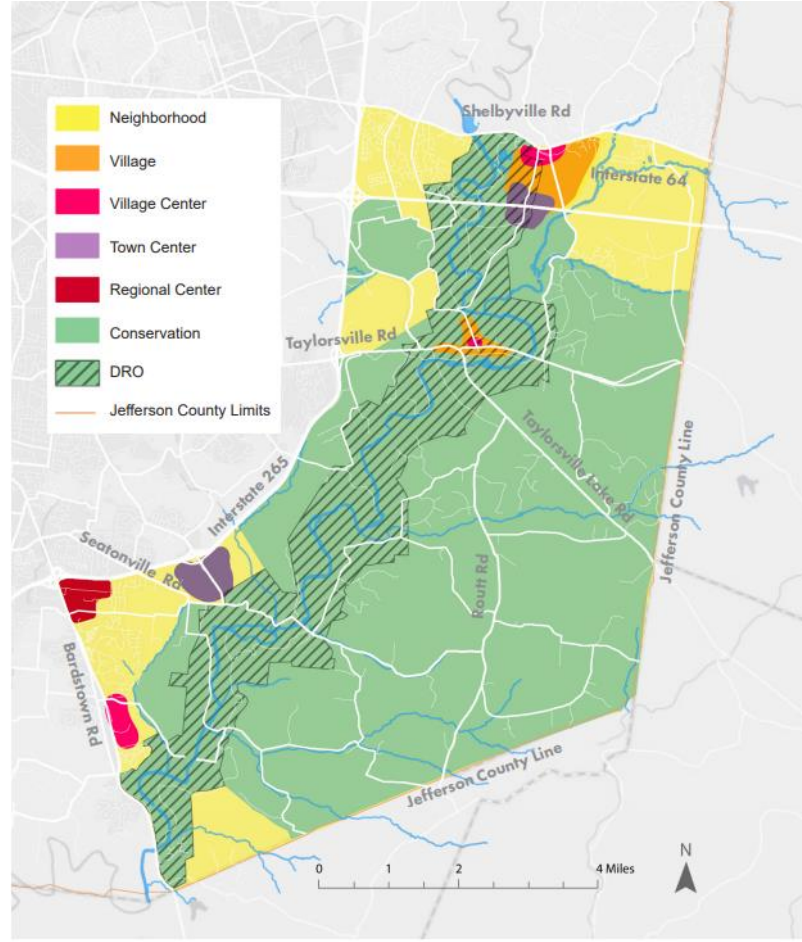 Shelbyville Rd
Neighborhood
Village
Interstate 64
Village Center
Town Center
Regional Center
Conservation
Taylorsville Rd
DRO
Jefferson County Limits
Taylorsville Lake Rd
Interstate 265
Jefferson County Line
Seatonville Rd
Routt Rd
Bardstown Rd
Jefferson County Line
N
0 1 2 4 Miles